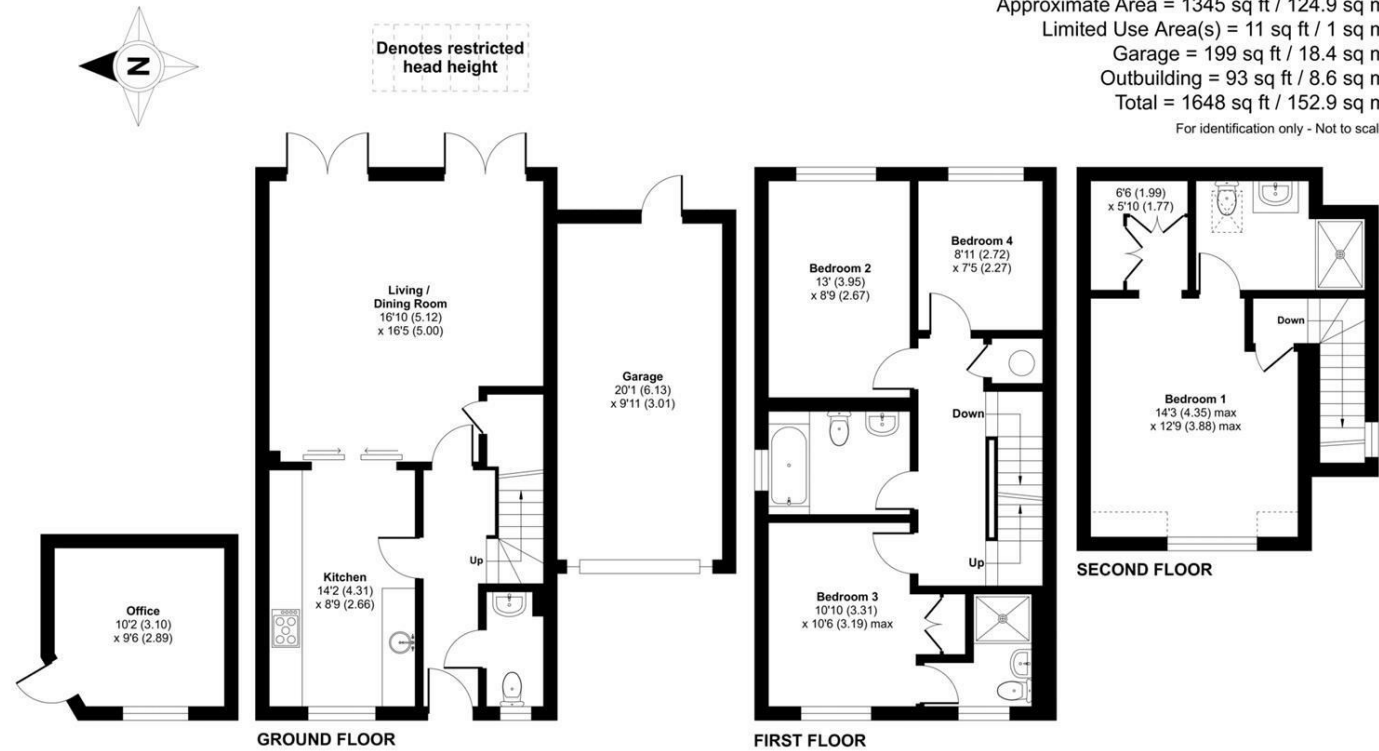 Approximate Area = 1345 sq ft / 124.9 sq m
Limited Use Area(s) = 11 sq ft / 1 sq m
Garage = 199 sq ft / 18.4 sq m
Outbuilding = 93 sq ft / 8.6 sq m
Total = 1648 sq ft / 152.9 sq m
For identification only - Not to scal
N
Denotes restricted
head height
Living /
Dining Room
16'10 (5.12)
x 16'5 (5.00)
Garage
20'1 (6.13)
x 9'11 (3.01)
Up
Kitchen
14'2 (4.31)
x 8'9 (2.66)
Office
10'2 (3.10)
x 9'6 (2.89)
GROUND FLOOR
Bedroom 2
13' (3.95)
x 8'9 (2.67)
Bedroom 4
8'11 (2.72)
x 7'5 (2.27)
Down
Up
Bedroom 3
10'10 (3.31)
x 10'6 (3.19) max
FIRST FLOOR
6'6 (1.99)
x 5'10 (1.77)
Down
Bedroom 1
14'3 (4.35) max
x 12'9 (3.88) max
SECOND FLOOR